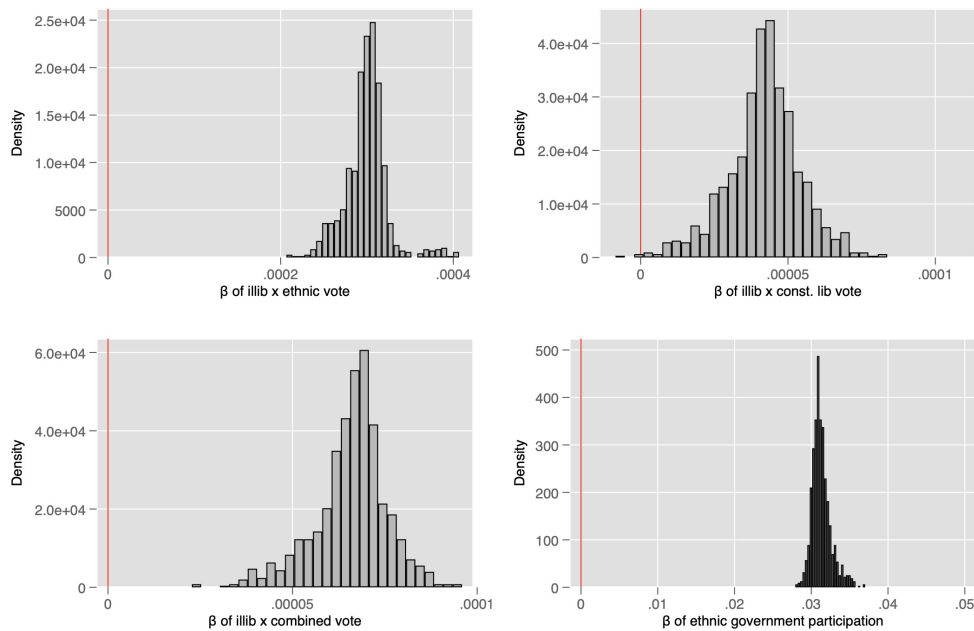 2.5e+04
2.0e+04
1.5e+04
1.0e+04
5000
0
Density
0 .0002 .0004
β of illib x ethnic vote
4.0e+04
3.0e+04
2.0e+04
1.0e+04
0
Density
0 .00005 .0001
β of illib x const. lib vote
6.0e+04
4.0e+04
2.0e+04
0
Density
0 .00005 .0001
β of illib x combined vote
500
400
300
200
100
0
Density
0 .01 .02 .03 .04 .05
β of ethnic government participation